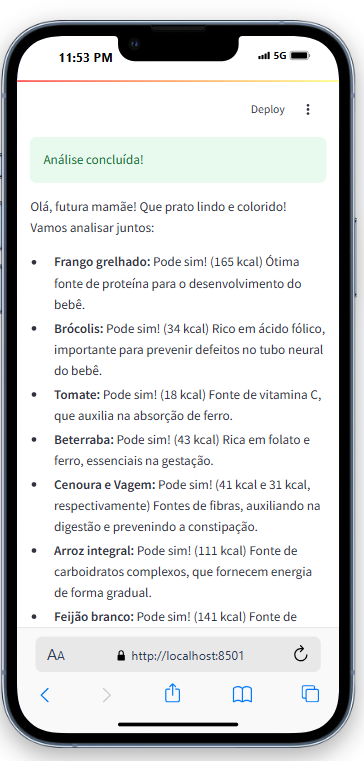 11:53 PM 5G
Deploy
Análise concluída!
Olá, futura mamãe! Que prato lindo e colorido!
Vamos analisar juntos:
• Frango grelhado: Pode sim! (165 kcal) Ótima
fonte de proteína para o desenvolvimento do
bebê.
• Brócolis: Pode sim! (34 kcal) Rico em ácido fólico,
importante para prevenir defeitos no tubo neural
do bebê.
• Tomate: Pode sim! (18 kcal) Fonte de vitamina C,
que auxilia na absorção de ferro.
• Beterraba: Pode sim! (43 kcal) Rica em folato e
ferro, essenciais na gestação.
• Cenoura e Vagem: Pode sim! (41 kcal e 31 kcal,
respectivamente) Fontes de fibras, auxiliando na
digestão e prevenindo a constipação.
• Arroz integral: Pode sim! (111 kcal) Fonte de
carboidratos complexos, que fornecem energia
de forma gradual.
• Feijão branco: Pode sim! (141 kcal) Fonte de
AA http://localhost:8501